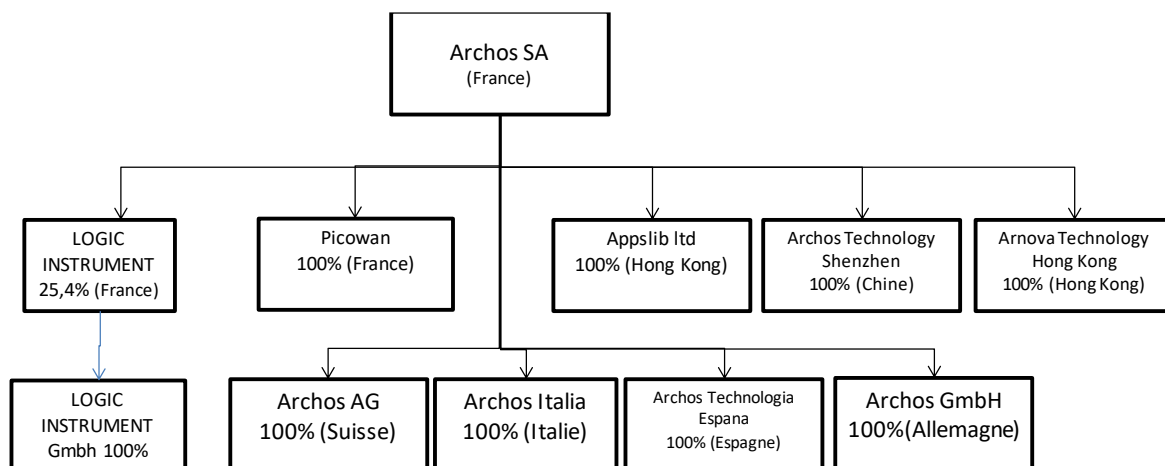 Archos SA
(France)
LOGIC
INSTRUMENT
25,4% (France)
Picowan
100% (France)
Appslib ltd
100% (Hong Kong)
Archos Technology
Shenzhen
100% (Chine)
Arnova Technology
Hong Kong
100% (Hong Kong)
LOGIC
INSTRUMENT
Gmbh 100%
Archos AG
100% (Suisse)
Archos Italia
100% (Italie)
Archos Technologia
Espana
100% (Espagne)
Archos GmbH
100%(Allemagne)